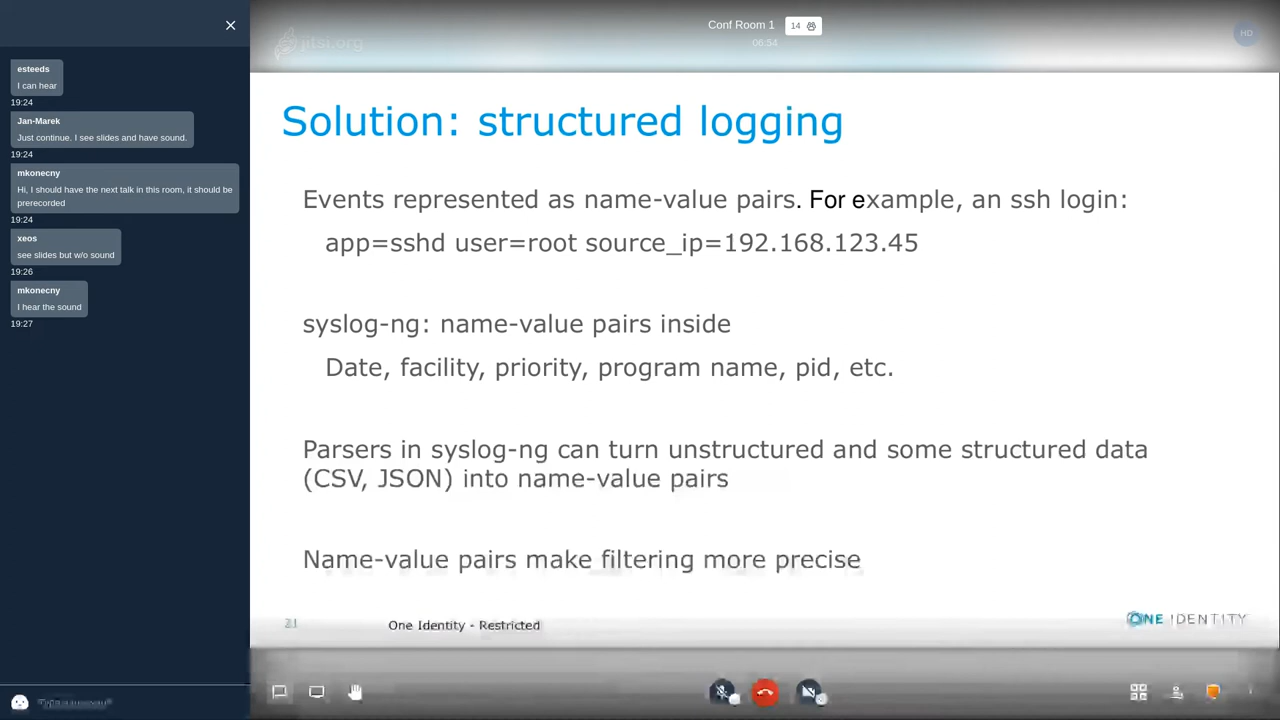 esteeds
I can hear
19:24
Jan-Marek
Just continue. I see slides and have sound.
19:24
mkonecny
Hi, I should have the next talk in this room, it should be
prerecorded
19:24
xeos
see slides but w/o sound
19:26
mkonecny
I hear the sound
19:27
jitsi.org
Conf Room 1
14
06:54
HD
Solution: structured logging
Events represented as name-value pairs. For example, an ssh login:
app=sshd user=root source_ip=192.168.123.45
syslog-ng: name-value pairs inside
Date, facility, priority, program name, pid, etc.
Parsers in syslog-ng can turn unstructured and some structured data
(CSV, JSON) into name-value pairs
Name-value pairs make filtering more precise
One Identity - Restricted
ONE IDENTITY